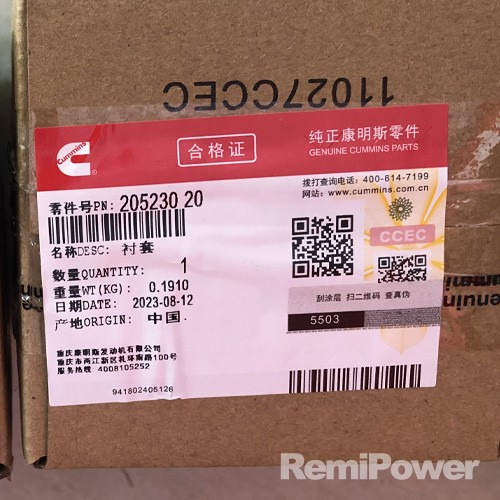 11027CCEC
Cummins
合格证
纯正康明斯零件
GENUINE CUMMINS PARTS
拨打查询电话: 400-614-7199
网站: www.cummins.com.cn
零件号PN: 205230 20
名称DESC: 衬套
数量QUANTITY: 1
重量WT(KG): 0.1910
日期DATE: 2023-08-12
产地ORIGIN: 中国.
CCEC
刮涂层 扫二维码 查真伪
5503
重庆康明斯发动机有限公司
重庆市两江新区礼环南路100号
服务热线: 4008105252
941802405126
Genuine
RemiPower